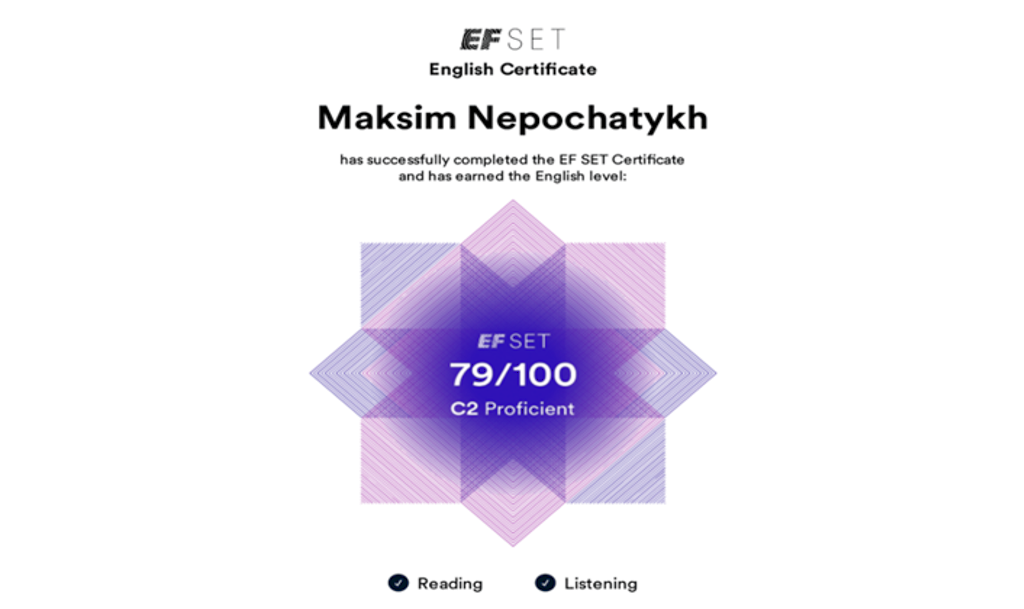 EF SET
English Certificate
Maksim Nepochatykh
has successfully completed the EF SET Certificate
and has earned the English level:
EF SET
79/100
C2 Proficient
Reading
Listening